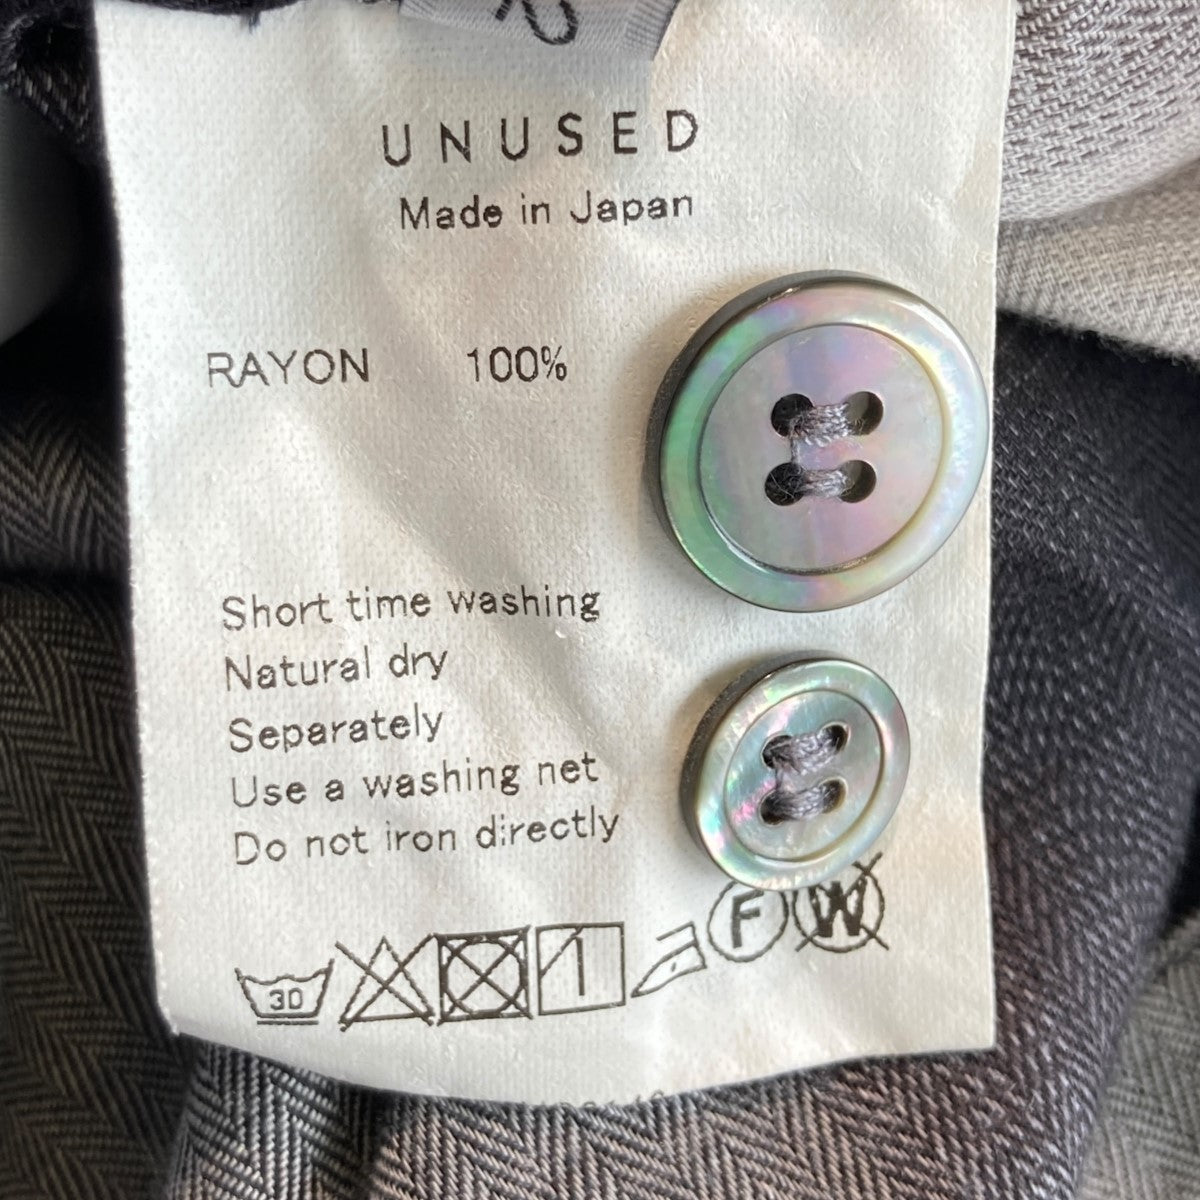 UNUSED
Made in Japan
RAYON 100%
Short time washing
Natural dry
Separately
Use a washing net
Do not iron directly
30 F W